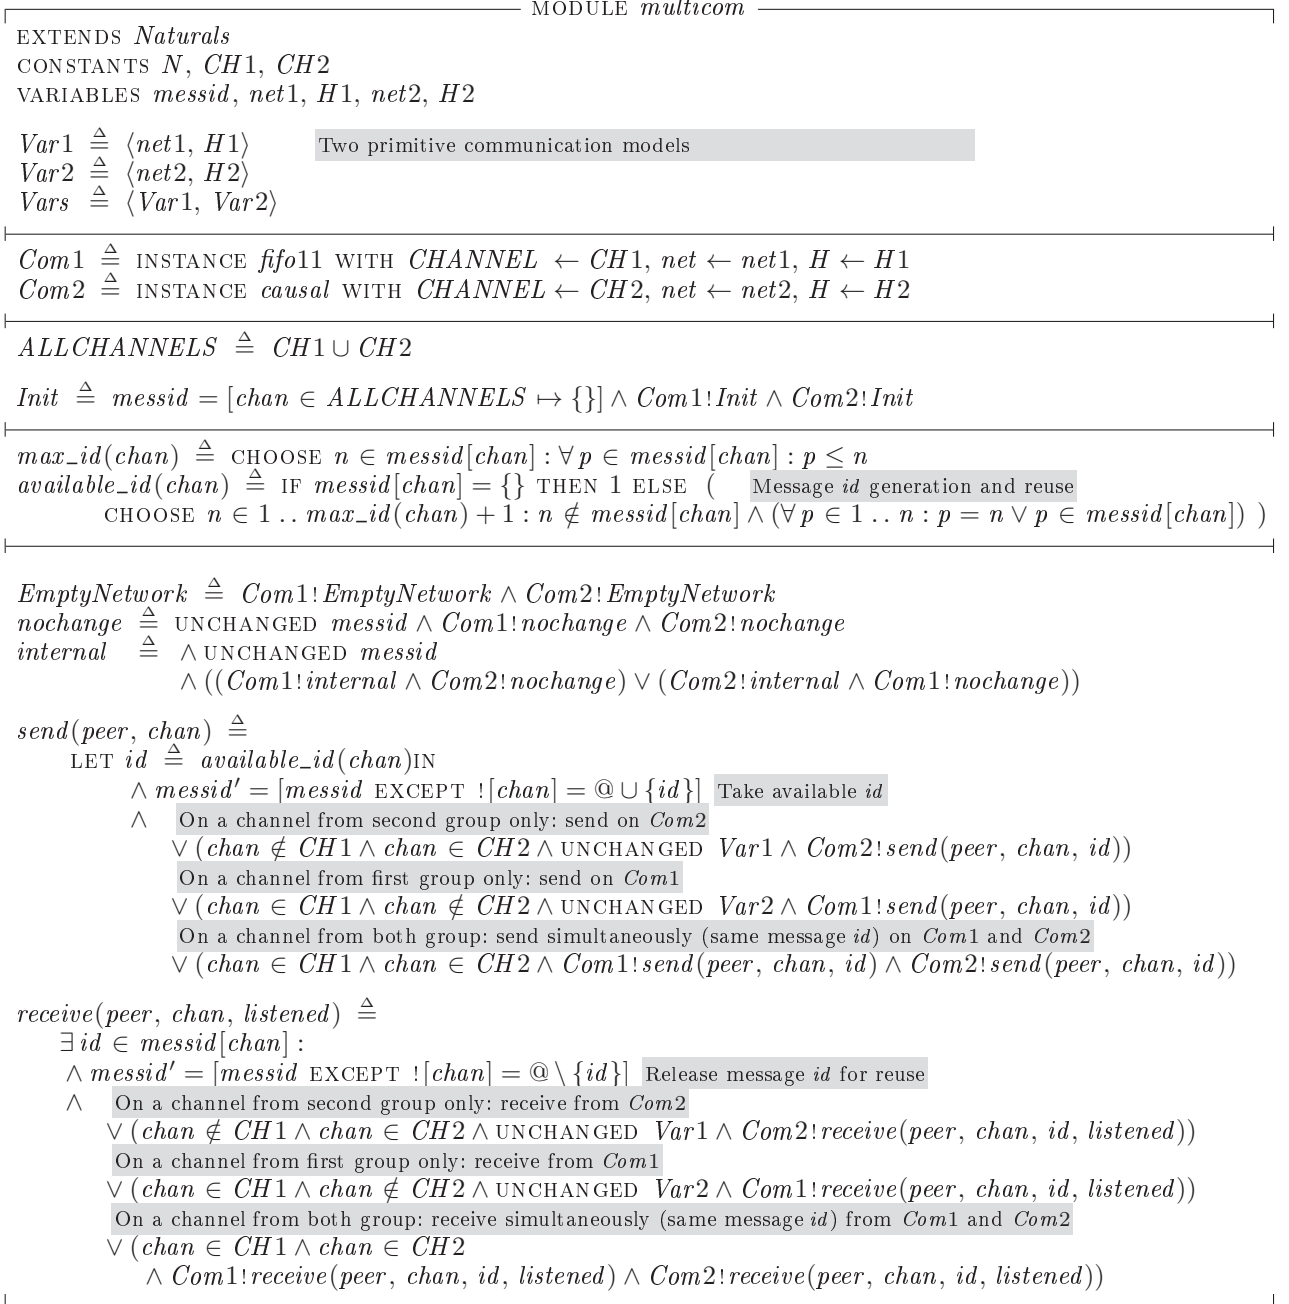 MODULE multicom
EXTENDS Naturals
CONSTANTS N, CH1, CH2
VARIABLES messid, net1, H1, net2, H2
Var1 ≜ ⟨net1, H1⟩ Two primitive communication models
Var2 ≜ ⟨net2, H2⟩
Vars ≜ ⟨Var1, Var2⟩
Com1 ≜ INSTANCE fifo11 WITH CHANNEL ← CH1, net ← net1, H ← H1
Com2 ≜ INSTANCE causal WITH CHANNEL ← CH2, net ← net2, H ← H2
ALLCHANNELS ≜ CH1 ∪ CH2
Init ≜ messid = [chan ∈ ALLCHANNELS ↦ {}] ∧ Com1!Init ∧ Com2!Init
max_id(chan) ≜ CHOOSE n ∈ messid[chan] : ∀ p ∈ messid[chan] : p ≤ n
available_id(chan) ≜ IF messid[chan] = {} THEN 1 ELSE ( Message id generation and reuse
CHOOSE n ∈ 1 .. max_id(chan) + 1 : n ∉ messid[chan] ∧ (∀ p ∈ 1 .. n : p = n ∨ p ∈ messid[chan]) )
EmptyNetwork ≜ Com1!EmptyNetwork ∧ Com2!EmptyNetwork
nochange ≜ UNCHANGED messid ∧ Com1!nochange ∧ Com2!nochange
internal ≜ ∧ UNCHANGED messid
∧ ((Com1!internal ∧ Com2!nochange) ∨ (Com2!internal ∧ Com1!nochange))
send(peer, chan) ≜
LET id ≜ available_id(chan)IN
∧ messid′ = [messid EXCEPT ![chan] = @ ∪ {id}] Take available id
∧ On a channel from second group only: send on Com2
∨ (chan ∉ CH1 ∧ chan ∈ CH2 ∧ UNCHANGED Var1 ∧ Com2!send(peer, chan, id))
On a channel from first group only: send on Com1
∨ (chan ∈ CH1 ∧ chan ∉ CH2 ∧ UNCHANGED Var2 ∧ Com1!send(peer, chan, id))
On a channel from both group: send simultaneously (same message id) on Com1 and Com2
∨ (chan ∈ CH1 ∧ chan ∈ CH2 ∧ Com1!send(peer, chan, id) ∧ Com2!send(peer, chan, id))
receive(peer, chan, listened) ≜
∃ id ∈ messid[chan] :
∧ messid′ = [messid EXCEPT ![chan] = @ \ {id}] Release message id for reuse
∧ On a channel from second group only: receive from Com2
∨ (chan ∉ CH1 ∧ chan ∈ CH2 ∧ UNCHANGED Var1 ∧ Com2!receive(peer, chan, id, listened))
On a channel from first group only: receive from Com1
∨ (chan ∈ CH1 ∧ chan ∉ CH2 ∧ UNCHANGED Var2 ∧ Com1!receive(peer, chan, id, listened))
On a channel from both group: receive simultaneously (same message id) from Com1 and Com2
∨ (chan ∈ CH1 ∧ chan ∈ CH2
∧ Com1!receive(peer, chan, id, listened) ∧ Com2!receive(peer, chan, id, listened))